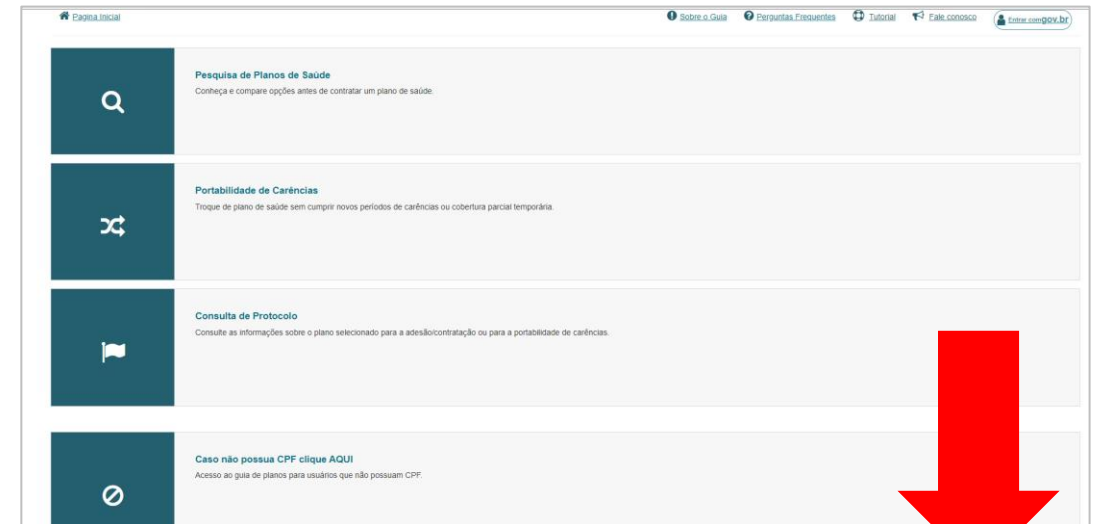 Pagina Inicial
Sobre o Guia Perguntas Frequentes Tutorial Fale conosco Entrar com gov.br
Pesquisa de Planos de Saúde
Conheça e compare opções antes de contratar um plano de saúde.
Portabilidade de Carências
Troque de plano de saúde sem cumprir novos períodos de carências ou cobertura parcial temporária.
Consulta de Protocolo
Consulte as informações sobre o plano selecionado para a adesão/contratação ou para a portabilidade de carências.
Caso não possua CPF clique AQUI
Acesso ao guia de planos para usuários que não possuam CPF.